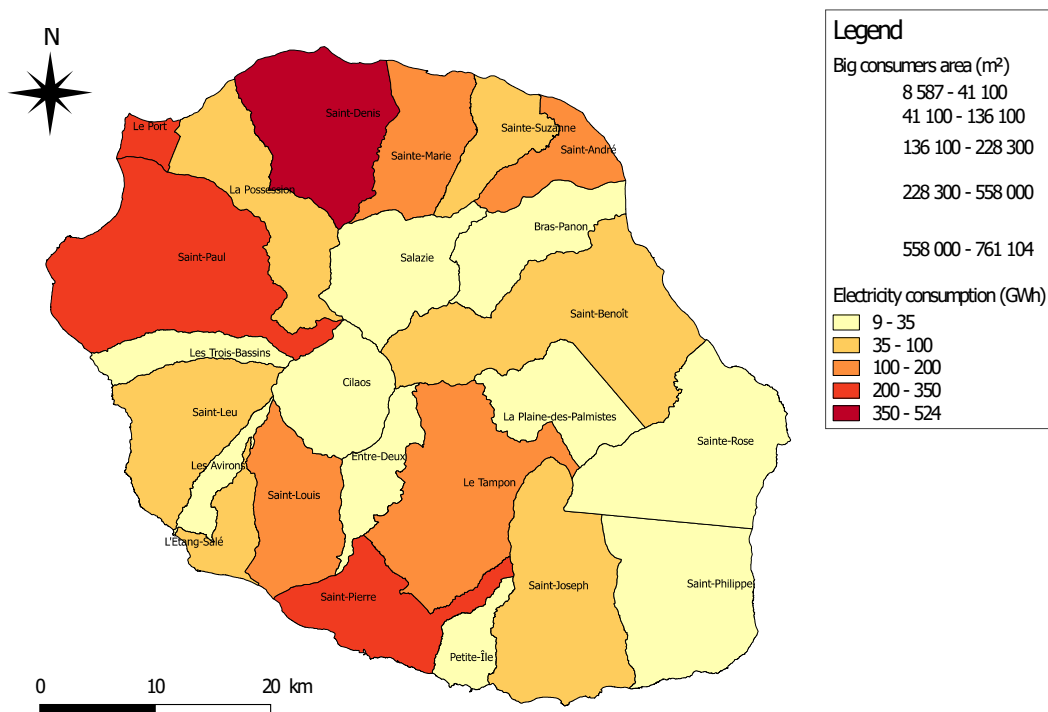 N
Saint-Denis
Le Port
Sainte-Suzanne
Sainte-Marie
Saint-André
La Possession
Bras-Panon
Saint-Paul
Salazie
Saint-Benoît
Les Trois-Bassins
Cilaos
Saint-Leu
La Plaine-des-Palmistes
Sainte-Rose
Entre-Deux
Les Avirons
Le Tampon
Saint-Louis
L'Étang-Salé
Saint-Joseph
Saint-Philippe
Saint-Pierre
Petite-Île
0 10 20 km
Legend
Big consumers area (m²)
8 587 - 41 100
41 100 - 136 100
136 100 - 228 300
228 300 - 558 000
558 000 - 761 104
Electricity consumption (GWh)
9 - 35
35 - 100
100 - 200
200 - 350
350 - 524